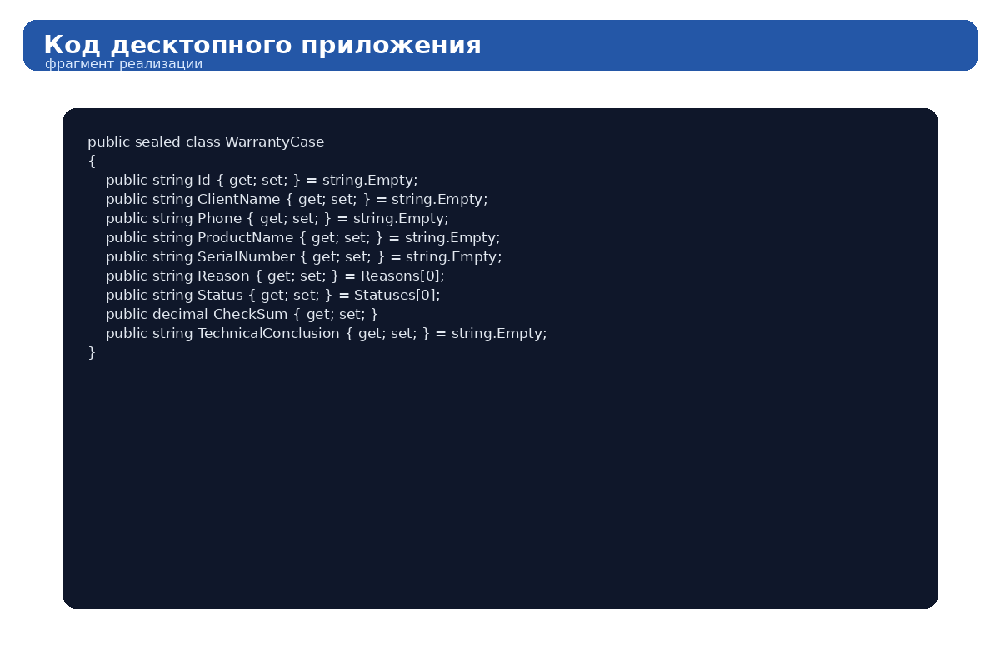 Код десктопного приложения
фрагмент реализации
public sealed class WarrantyCase
{
    public string Id { get; set; } = string.Empty;
    public string ClientName { get; set; } = string.Empty;
    public string Phone { get; set; } = string.Empty;
    public string ProductName { get; set; } = string.Empty;
    public string SerialNumber { get; set; } = string.Empty;
    public string Reason { get; set; } = Reasons[0];
    public string Status { get; set; } = Statuses[0];
    public decimal CheckSum { get; set; }
    public string TechnicalConclusion { get; set; } = string.Empty;
}